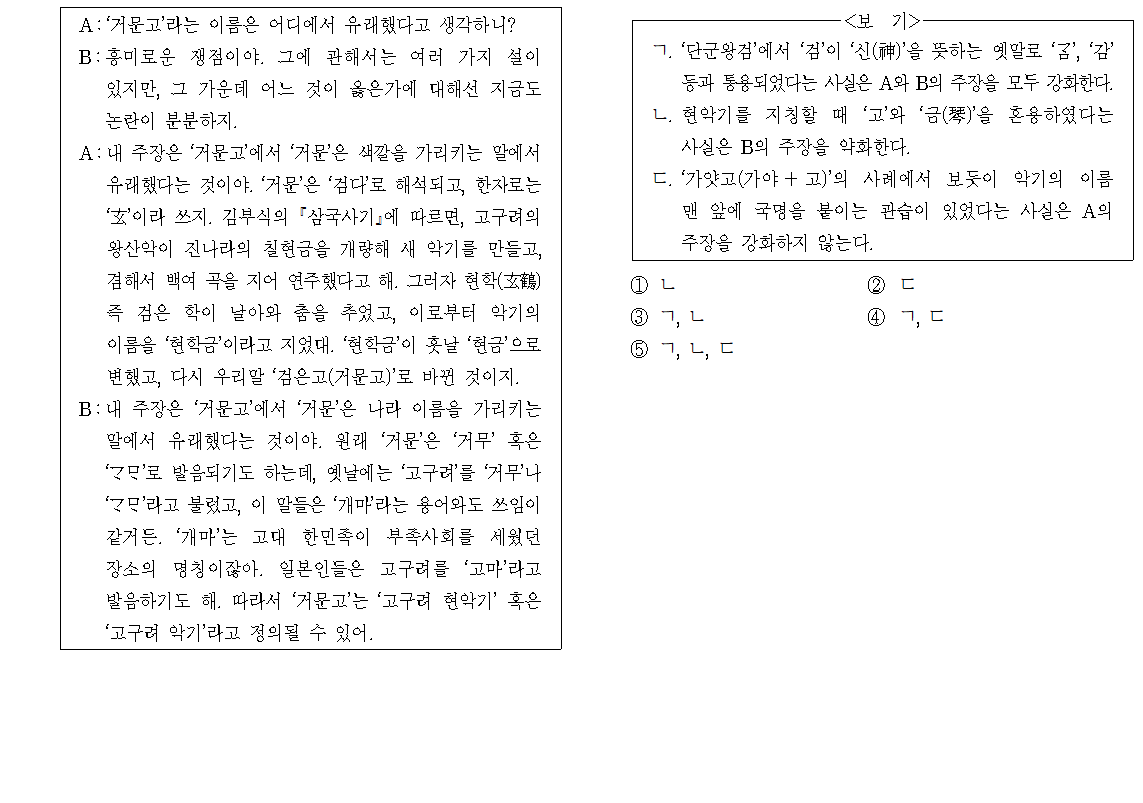 A : ‘거문고’라는 이름은 어디에서 유래했다고 생각하니?
B : 흥미로운 쟁점이야. 그에 관해서는 여러 가지 설이
있지만, 그 가운데 어느 것이 옳은가에 대해선 지금도
논란이 분분하지.
A : 내 주장은 ‘거문고’에서 ‘거문’은 색깔을 가리키는 말에서
유래했다는 것이야. ‘거문’은 ‘검다’로 해석되고, 한자로는
‘玄’이라 쓰지. 김부식의 『삼국사기』에 따르면, 고구려의
왕산악이 진나라의 칠현금을 개량해 새 악기를 만들고,
겸해서 백여 곡을 지어 연주했다고 해. 그러자 현학(玄鶴)
즉 검은 학이 날아와 춤을 추었고, 이로부터 악기의
이름을 ‘현학금’이라고 지었대. ‘현학금’이 훗날 ‘현금’으로
변했고, 다시 우리말 ‘검은고(거문고)’로 바뀐 것이지.
B : 내 주장은 ‘거문고’에서 ‘거문’은 나라 이름을 가리키는
말에서 유래했다는 것이야. 원래 ‘거문’은 ‘거무’ 혹은
‘ᄀᆞᄆᆞ’로 발음되기도 하는데, 옛날에는 ‘고구려’를 ‘거무’나
‘ᄀᆞᄆᆞ’라고 불렀고, 이 말들은 ‘개마’라는 용어와도 쓰임이
같거든. ‘개마’는 고대 한민족이 부족사회를 세웠던
장소의 명칭이잖아. 일본인들은 고구려를 ‘고마’라고
발음하기도 해. 따라서 ‘거문고’는 ‘고구려 현악기’ 혹은
‘고구려 악기’라고 정의될 수 있어.
<보 기>
ㄱ. ‘단군왕검’에서 ‘검’이 ‘신(神)’을 뜻하는 옛말로 ‘ᄀᆞᆷ’, ‘감’
등과 통용되었다는 사실은 A와 B의 주장을 모두 강화한다.
ㄴ. 현악기를 지칭할 때 ‘고’와 ‘금(琴)’을 혼용하였다는
사실은 B의 주장을 약화한다.
ㄷ. ‘가얏고(가야 + 고)’의 사례에서 보듯이 악기의 이름
맨 앞에 국명을 붙이는 관습이 있었다는 사실은 A의
주장을 강화하지 않는다.
① ㄴ ② ㄷ
③ ㄱ, ㄴ ④ ㄱ, ㄷ
⑤ ㄱ, ㄴ, ㄷ